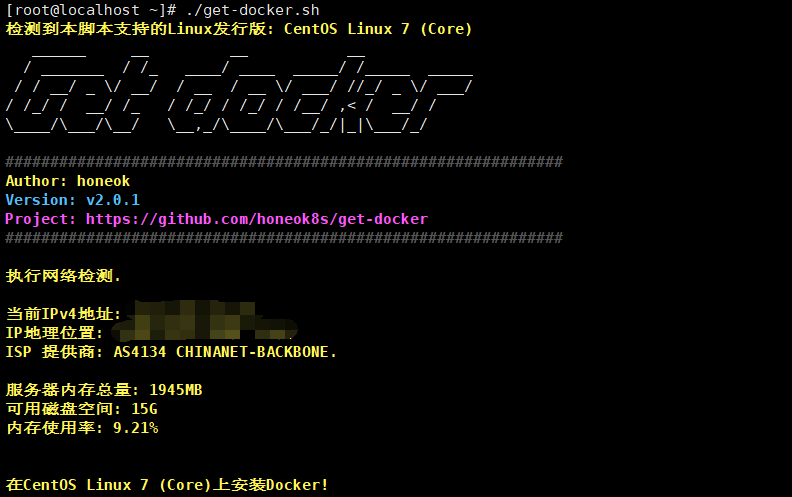 [root@localhost ~]# ./get-docker.sh
检测到本脚本支持的Linux发行版: CentOS Linux 7 (Core)
get docker
##############################################################
Author: honeok
Version: v2.0.1
Project: https://github.com/honeok8s/get-docker
##############################################################
执行网络检测.
当前IPv4地址:
IP地理位置:
ISP 提供商: AS4134 CHINANET-BACKBONE.
服务器内存总量: 1945MB
可用磁盘空间: 15G
内存使用率: 9.21%
在CentOS Linux 7 (Core)上安装Docker!